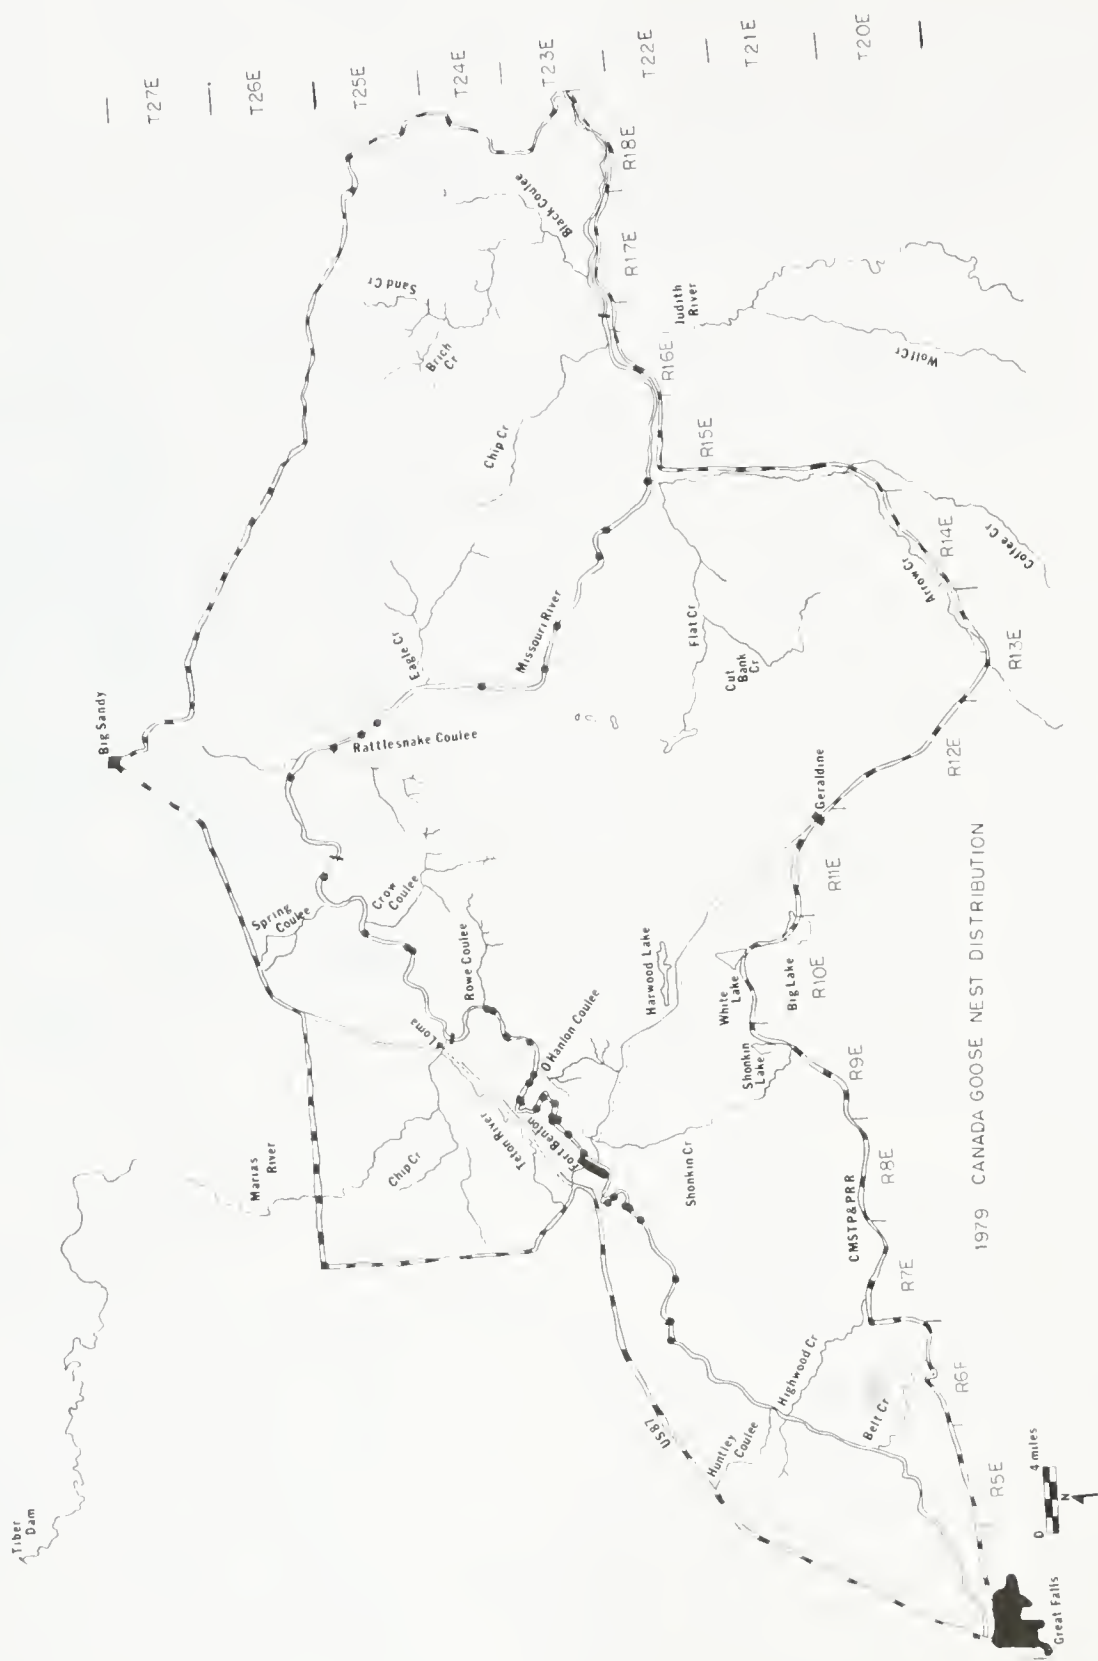 Tiber
Dam
Marias
River
Chip Cr
Big Sandy
Spring
Coulee
Loma
Teton River
Fort Benton
Crow
Coulee
Rowe Coulee
O Hanlon Coulee
Rattlesnake Coulee
Eagle Cr
Missouri River
Sand Cr
Brich
Cr
Chip Cr
Black Coulee
Judith
River
Wolf Cr
Flat Cr
Cut
Bank
Cr
Arrow Cr
Coffee Cr
Harwood Lake
White
Lake
Big Lake
Shonkin
Lake
Geraldine
Shonkin Cr
CMSTP&PRR
US87
Huntley
Coulee
Highwood Cr
Belt Cr
Great Falls
T27E
T26E
T25E
T24E
T23E
T22E
T21E
T20E
R5E
R6E
R7E
R8E
R9E
R10E
R11E
R12E
R13E
R14E
R15E
R16E
R17E
R18E
0 4 miles
N
1979 CANADA GOOSE NEST DISTRIBUTION